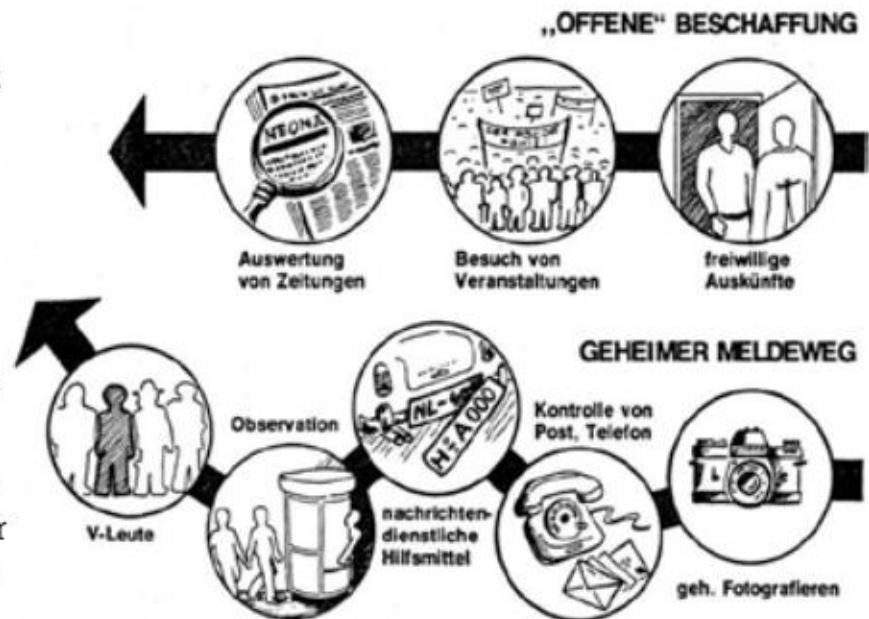 „OFFENE“ BESCHAFFUNG
NEONA
Auswertung
von Zeitungen
Besuch von
Veranstaltungen
freiwillige
Auskünfte
GEHEIMER MELDEWEG
V-Leute
Observation
H A 000
nachrichten-
dienstliche
Hilfsmittel
Kontrolle von
Post, Telefon
geh. Fotografieren